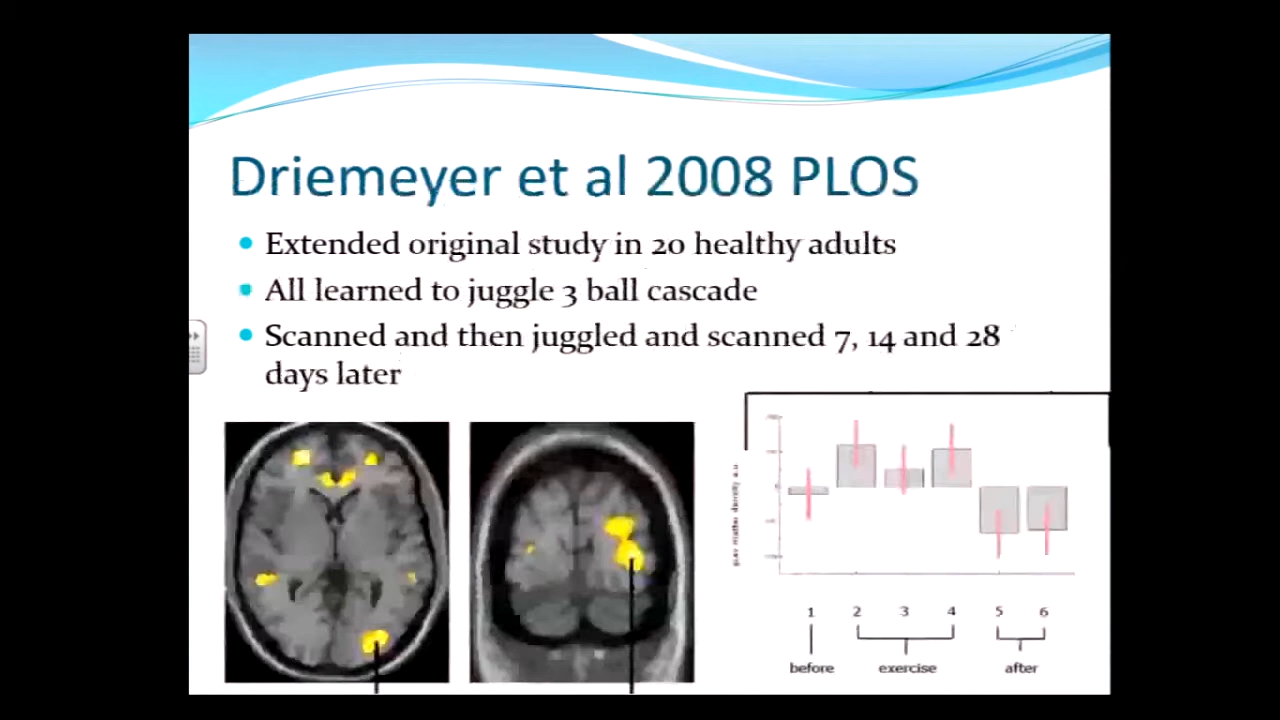 Driemeyer et al 2008 PLOS
Extended original study in 20 healthy adults
All learned to juggle 3 ball cascade
Scanned and then juggled and scanned 7, 14 and 28
days later
1 2 3 4 5 6
before exercise after